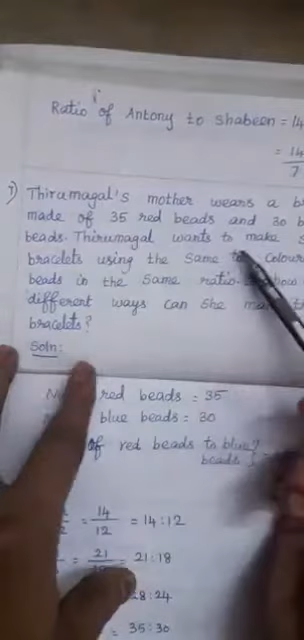 Ratio of Antony to Shabeen = 14
= 14
7
7) Thirumagal's mother wears a
made of 35 red beads and 30
beads. Thirumagal wants to make
bracelets using the Same
beads in the Same ratio.
different ways can She
bracelets?
Soln:
red beads = 35
blue beads = 30
of red beads to blue
beads
= 14/12 = 14:12
= 21 = 21:18
28:24
= 35:30